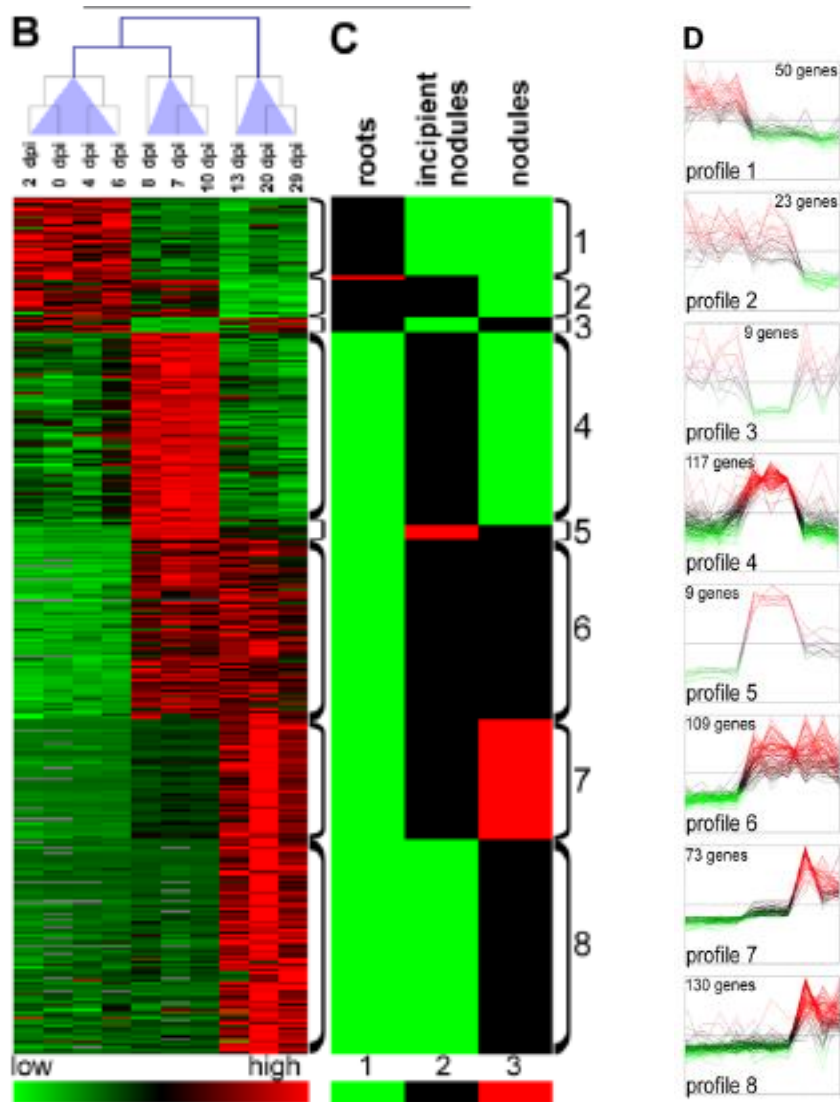 B
2 dpi
0 dpi
4 dpi
6 dpi
8 dpi
7 dpi
10 dpi
13 dpi
20 dpi
29 dpi
low
high
C
roots
incipient
nodules
nodules
1
2
3
4
5
6
7
8
1 2 3
D
50 genes
profile 1
23 genes
profile 2
9 genes
profile 3
117 genes
profile 4
9 genes
profile 5
109 genes
profile 6
73 genes
profile 7
130 genes
profile 8